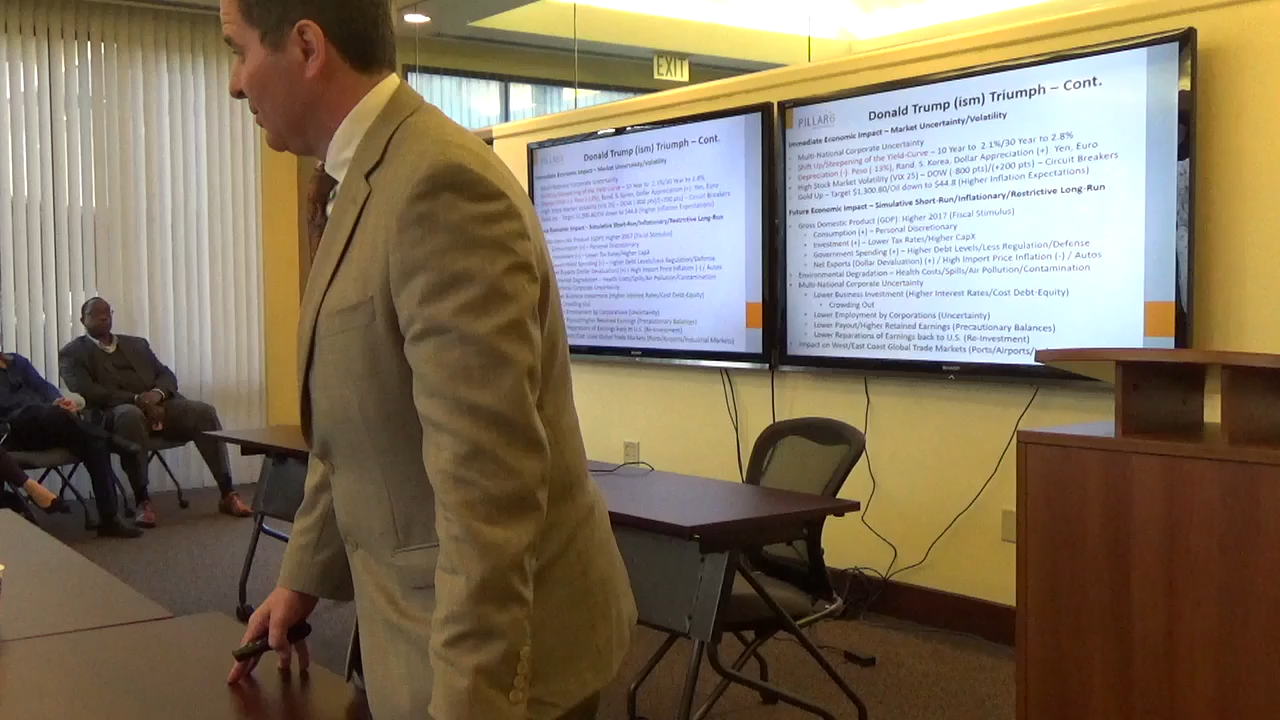 EXIT
PILLAR6
Donald Trump (ism) Triumph – Cont.
Immediate Economic Impact – Market Uncertainty/Volatility
Multi-National Corporate Uncertainty
Shift Up/Steepening of the Yield-Curve – 10 Year to 2.1%/30 Year to 2.8%
Depreciation (-): Peso (-13%), Rand, S. Korea, Dollar Appreciation (+): Yen, Euro
High Stock Market Volatility (VIX 25) – DOW (-800 pts)/(+200 pts) – Circuit Breakers
Gold Up – Target $1,300.80/Oil down to $44.8 (Higher Inflation Expectations)
Future Economic Impact – Simulative Short-Run/Inflationary/Restrictive Long-Run
Gross Domestic Product (GDP): Higher 2017 (Fiscal Stimulus)
Consumption (+) – Personal Discretionary
Investment (+) – Lower Tax Rates/Higher CapX
Government Spending (+) – Higher Debt Levels/Less Regulation/Defense
Net Exports (Dollar Devaluation) (+) / High Import Price Inflation (-) / Autos
Environmental Degradation – Health Costs/Spills/Air Pollution/Contamination
Multi-National Corporate Uncertainty
Lower Business Investment (Higher Interest Rates/Cost Debt-Equity)
Crowding Out
Lower Employment by Corporations (Uncertainty)
Lower Payout/Higher Retained Earnings (Precautionary Balances)
Lower Reparations of Earnings back to U.S. (Re-Investment)
Impact on West/East Coast Global Trade Markets (Ports/Airports/
SHARP